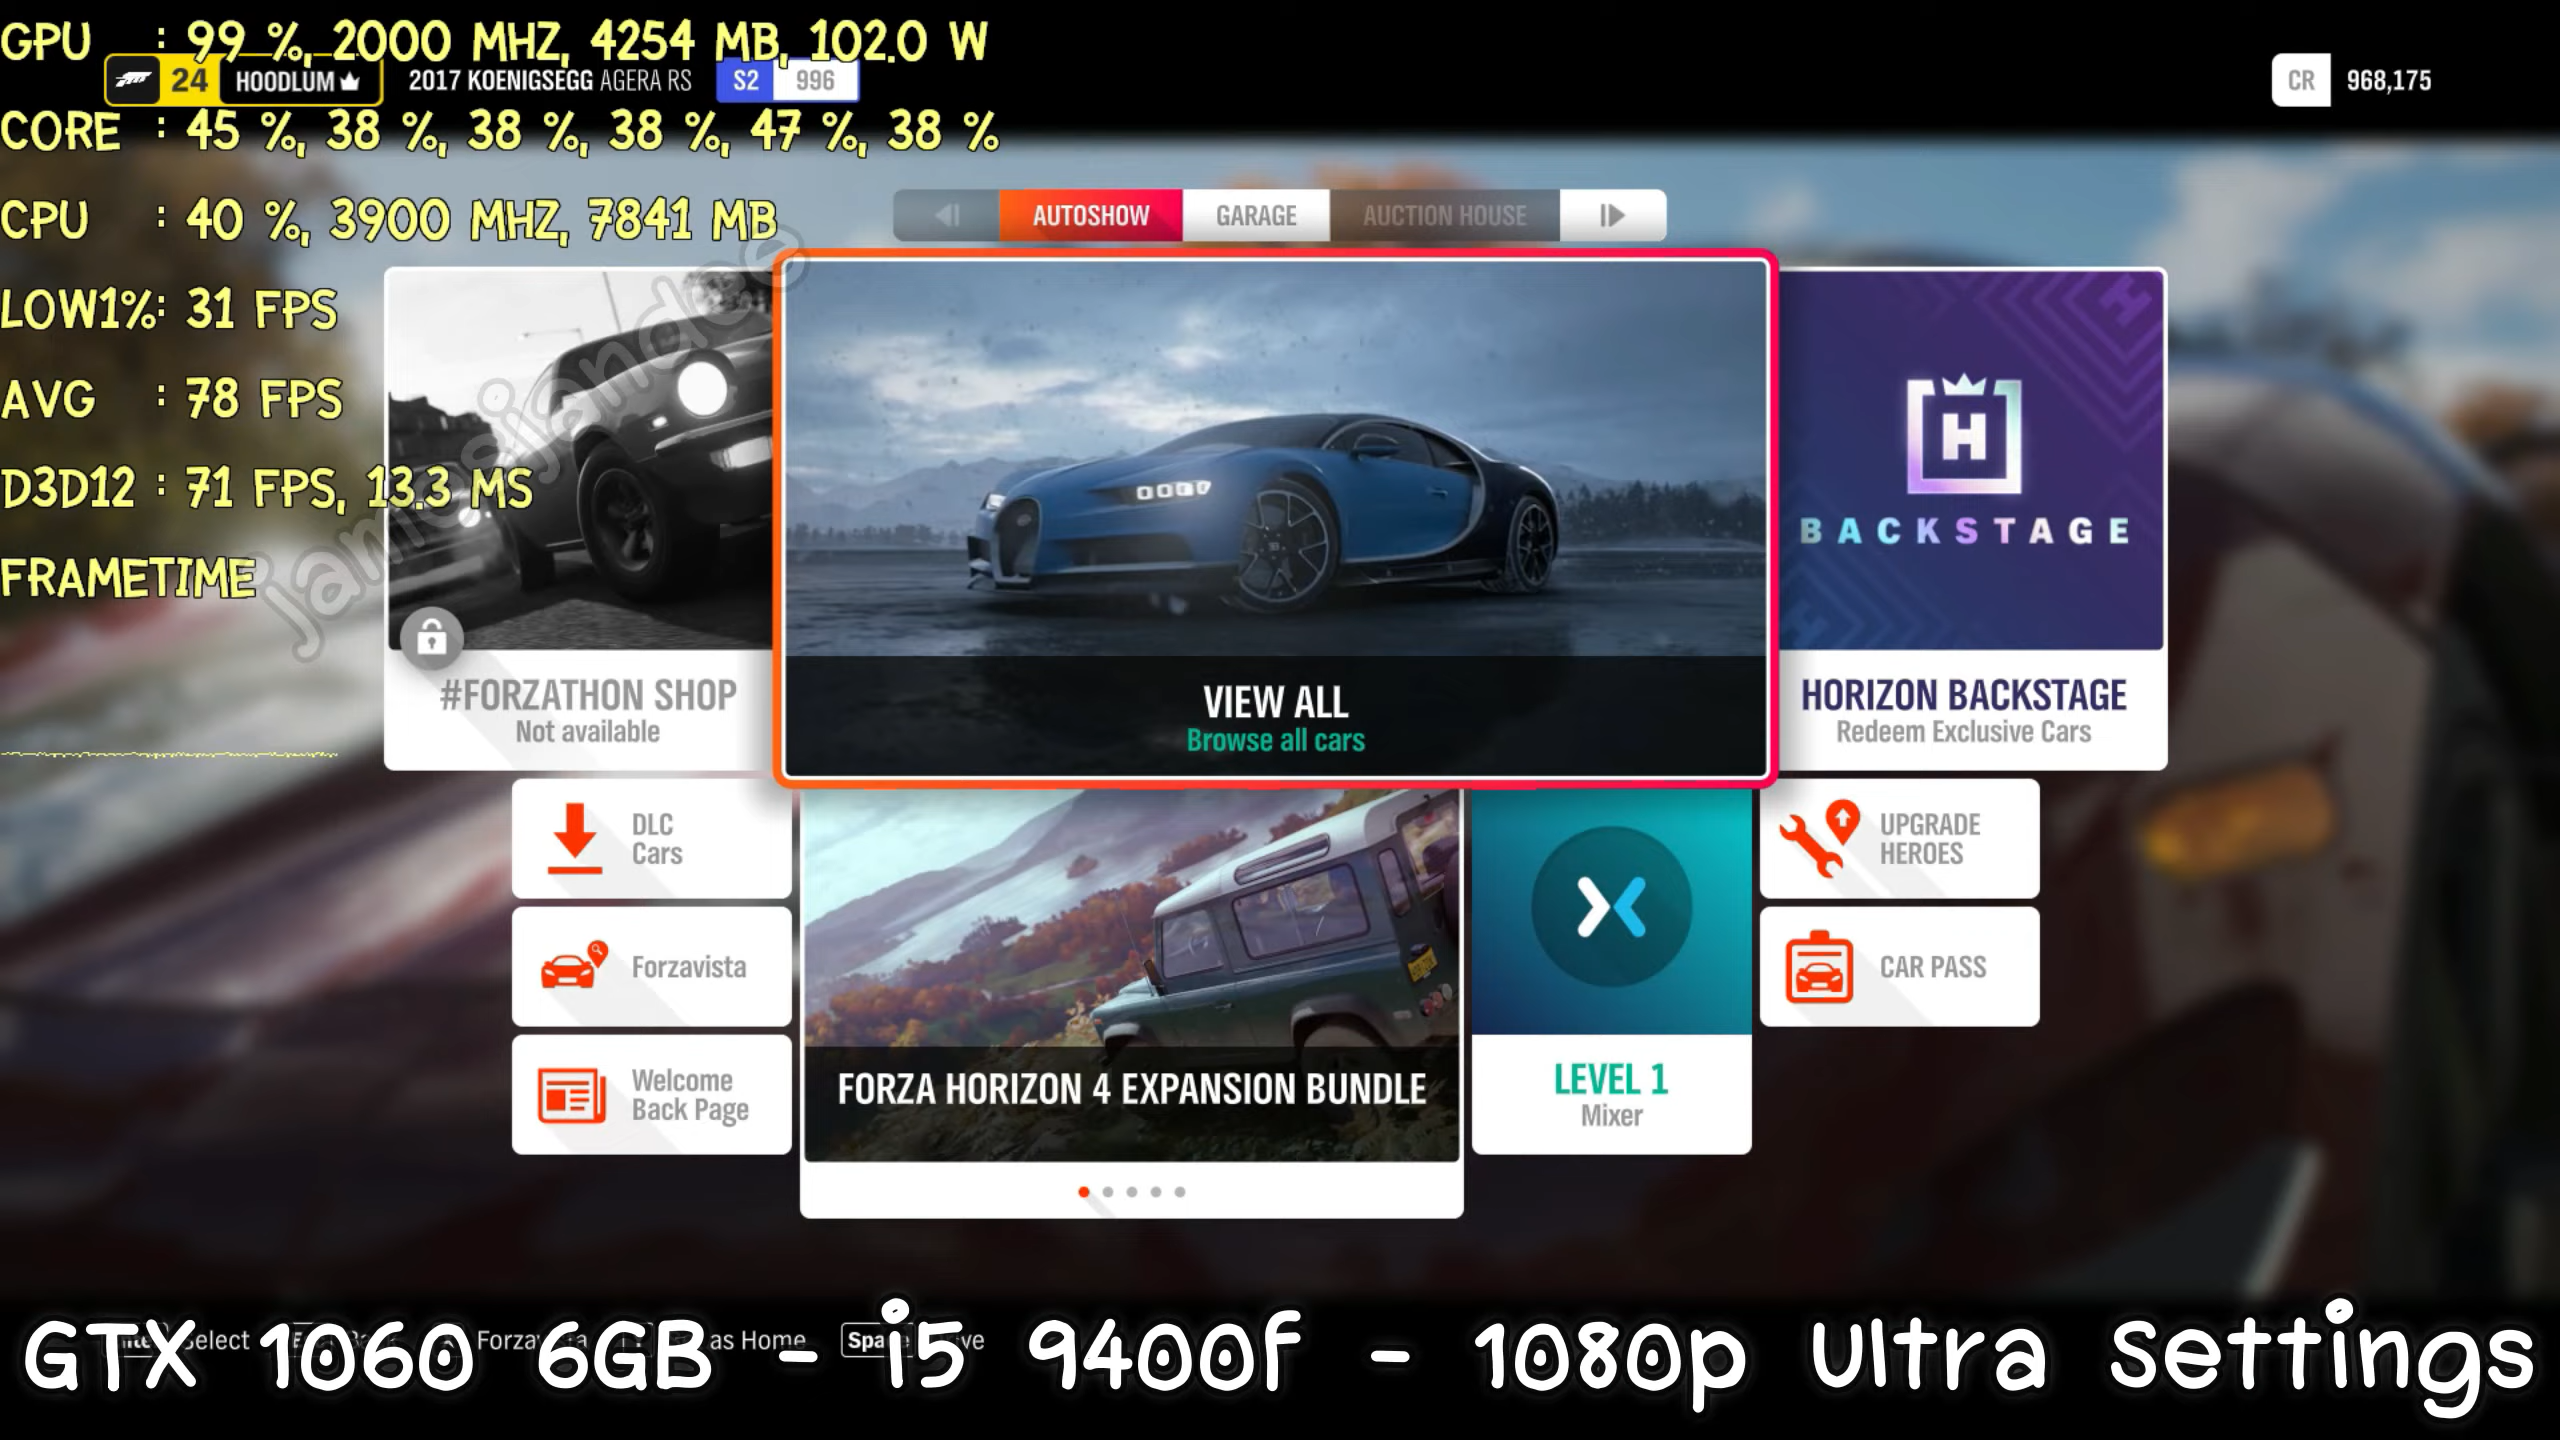 GPU : 99 %, 2000 MHZ, 4254 MB, 102.0 W
24 HOODLUM 2017 KOENIGSEGG AGERA RS S2 996
CR 968,175
CORE : 45 %, 38 %, 38 %, 38 %, 47 %, 38 %
CPU : 40 %, 3900 MHZ, 7841 MB
AUTOSHOW GARAGE AUCTION HOUSE
LOW1%: 31 FPS
AVG : 78 FPS
D3D12 : 71 FPS, 13.3 MS
FRAMETIME
jamesjandee
H
BACKSTAGE
#FORZATHON SHOP
Not available
VIEW ALL
Browse all cars
HORIZON BACKSTAGE
Redeem Exclusive Cars
DLC
Cars
Forzavista
Welcome
Back Page
FORZA HORIZON 4 EXPANSION BUNDLE
LEVEL 1
Mixer
UPGRADE
HEROES
CAR PASS
Select as Home
GTX 1060 6GB - i5 9400f - 1080p Ultra Settings